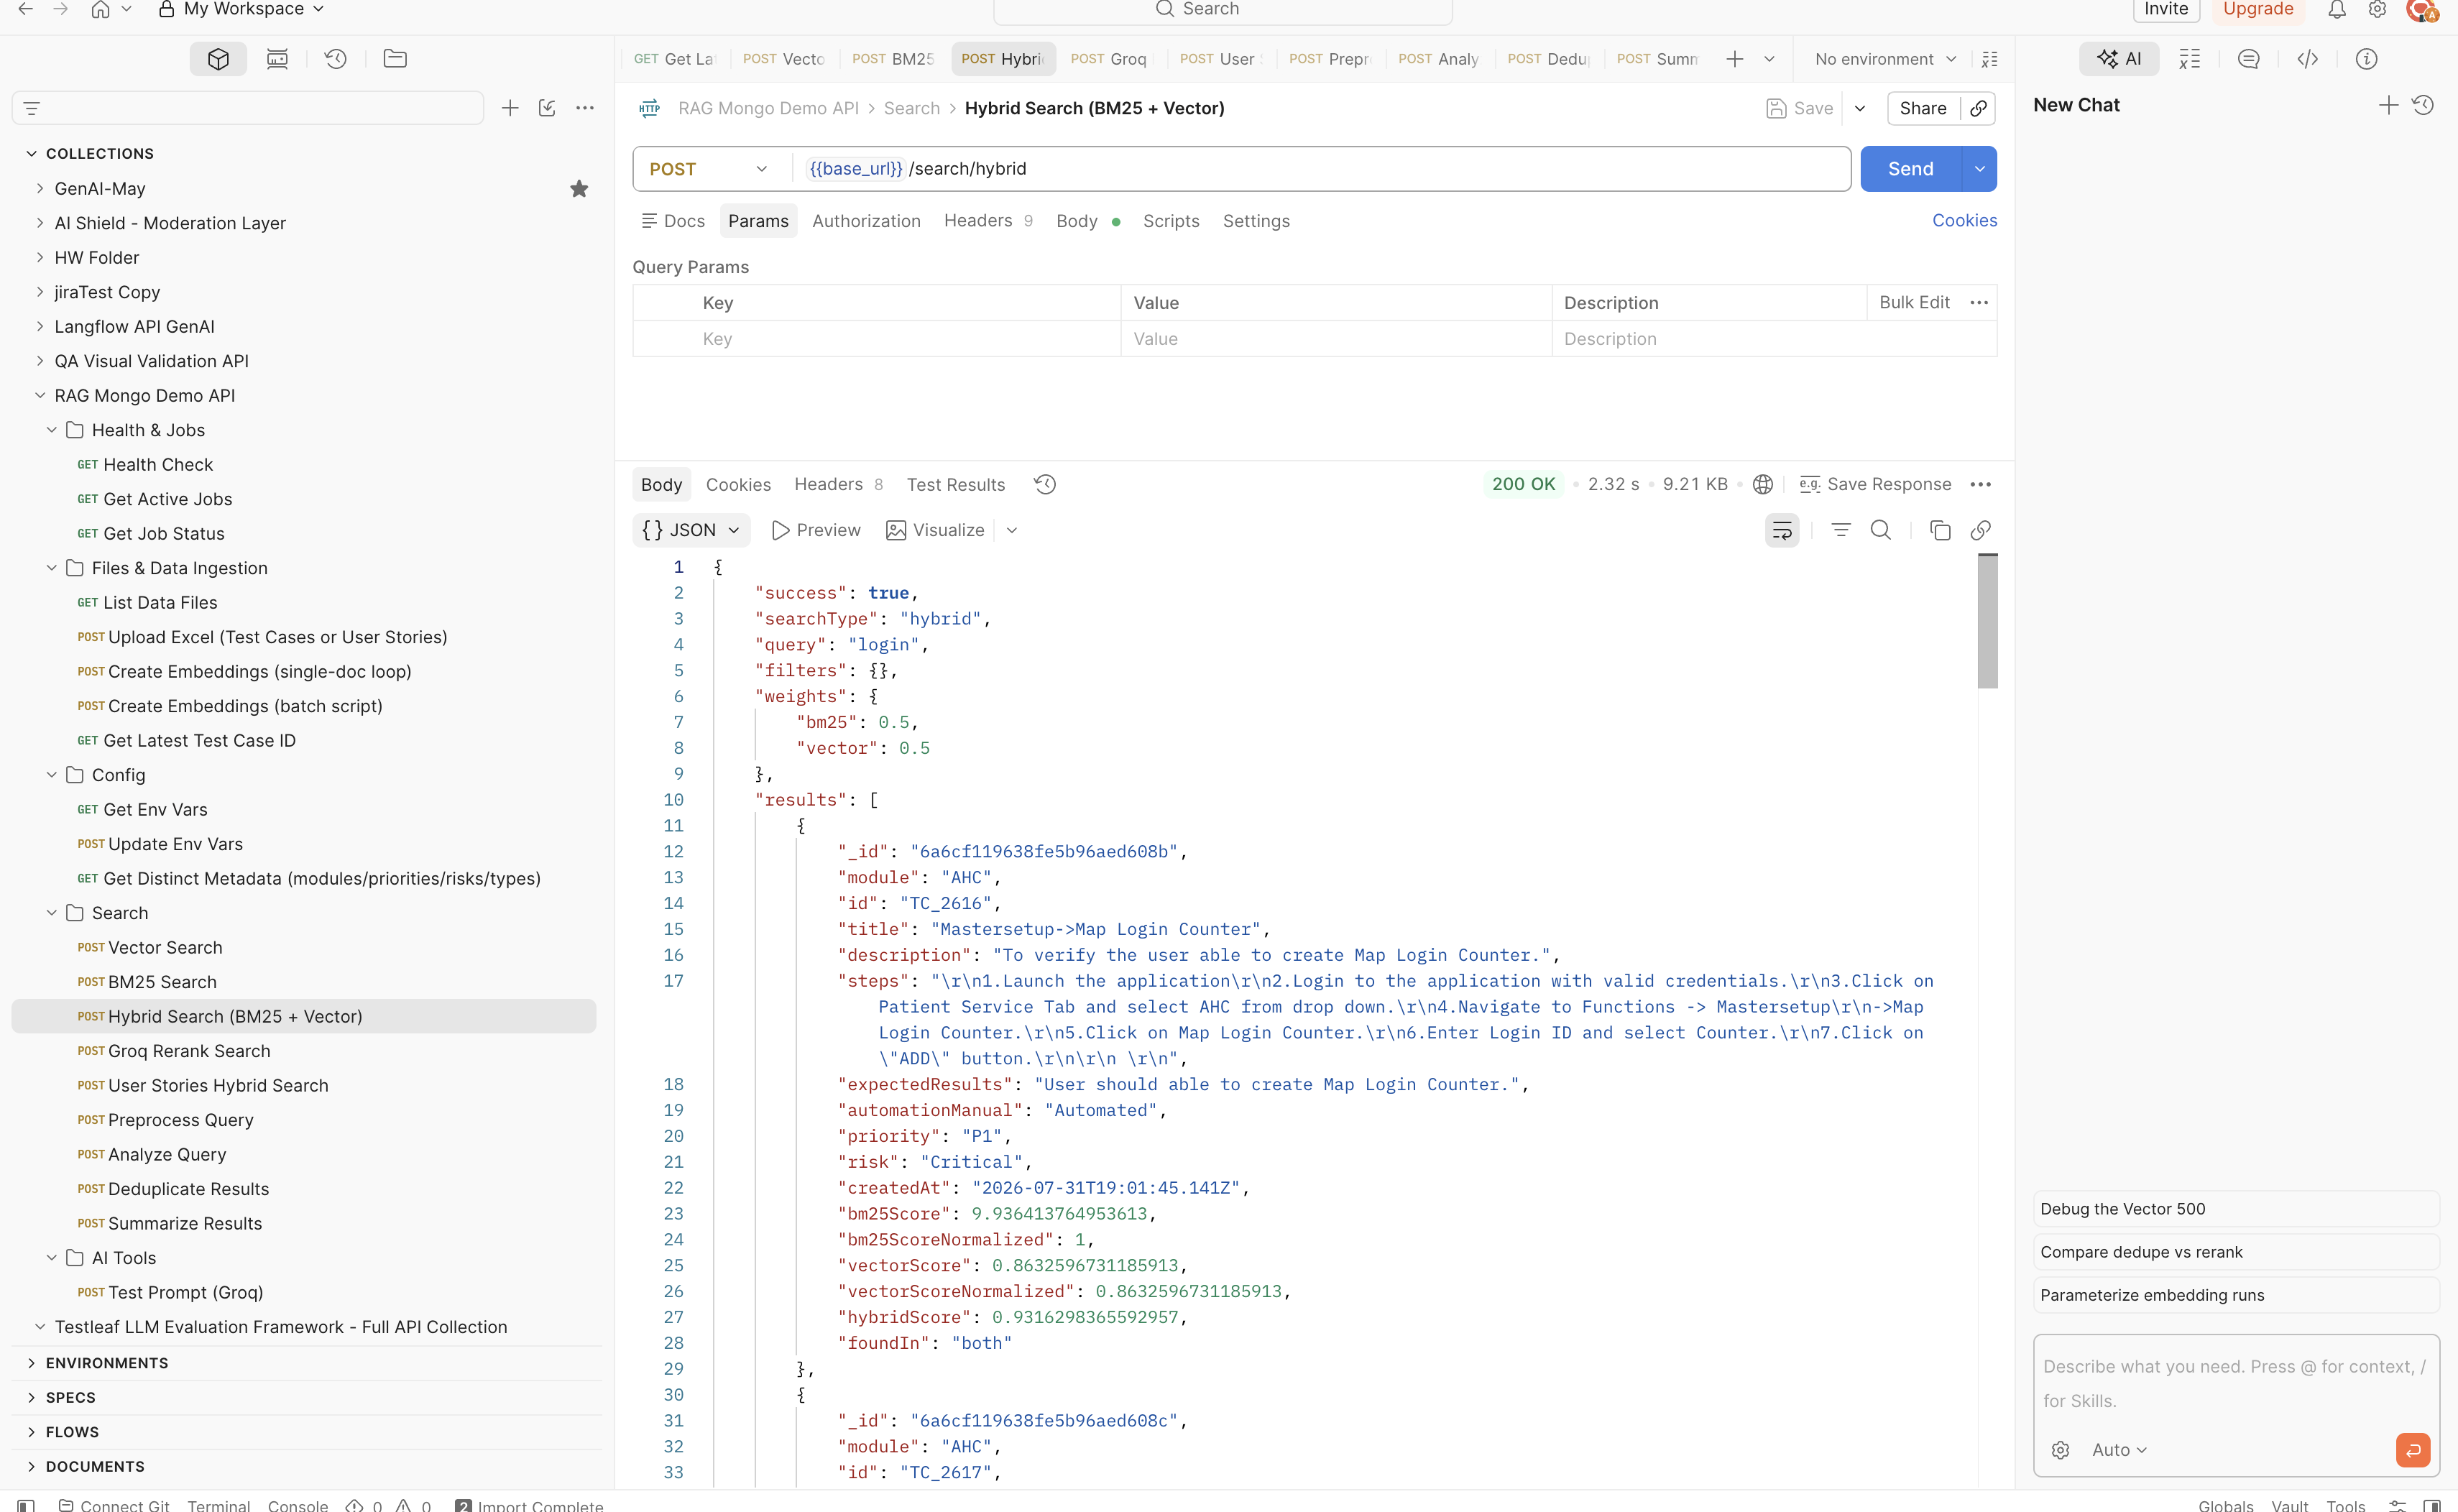 My Workspace
Search
Invite
Upgrade
GET Get La
POST Vecto
POST BM25
POST Hybri
POST Groq
POST User
POST Prepr
POST Analy
POST Dedu
POST Summ
No environment
AI
RAG Mongo Demo API > Search > Hybrid Search (BM25 + Vector)
Save
Share
New Chat
COLLECTIONS
GenAI-May
AI Shield - Moderation Layer
HW Folder
jiraTest Copy
Langflow API GenAI
QA Visual Validation API
RAG Mongo Demo API
Health & Jobs
GET Health Check
GET Get Active Jobs
GET Get Job Status
Files & Data Ingestion
GET List Data Files
POST Upload Excel (Test Cases or User Stories)
POST Create Embeddings (single-doc loop)
POST Create Embeddings (batch script)
GET Get Latest Test Case ID
Config
GET Get Env Vars
POST Update Env Vars
GET Get Distinct Metadata (modules/priorities/risks/types)
Search
POST Vector Search
POST BM25 Search
POST Hybrid Search (BM25 + Vector)
POST Groq Rerank Search
POST User Stories Hybrid Search
POST Preprocess Query
POST Analyze Query
POST Deduplicate Results
POST Summarize Results
AI Tools
POST Test Prompt (Groq)
Testleaf LLM Evaluation Framework - Full API Collection
ENVIRONMENTS
SPECS
FLOWS
DOCUMENTS
HTTP
POST {{base_url}} /search/hybrid
Send
Docs Params Authorization Headers 9 Body Scripts Settings
Cookies
Query Params
Key Value Description Bulk Edit
Key Value Description
Body Cookies Headers 8 Test Results
200 OK • 2.32 s • 9.21 KB
e.g. Save Response
{ } JSON Preview Visualize
1 {
2 "success": true,
3 "searchType": "hybrid",
4 "query": "login",
5 "filters": {},
6 "weights": {
7 "bm25": 0.5,
8 "vector": 0.5
9 },
10 "results": [
11 {
12 "_id": "6a6cf119638fe5b96aed608b",
13 "module": "AHC",
14 "id": "TC_2616",
15 "title": "Mastersetup->Map Login Counter",
16 "description": "To verify the user able to create Map Login Counter.",
17 "steps": "\r\n1.Launch the application\r\n2.Login to the application with valid credentials.\r\n3.Click on
Patient Service Tab and select AHC from drop down.\r\n4.Navigate to Functions -> Mastersetup\r\n->Map
Login Counter.\r\n5.Click on Map Login Counter.\r\n6.Enter Login ID and select Counter.\r\n7.Click on
\"ADD\" button.\r\n\r\n \r\n",
18 "expectedResults": "User should able to create Map Login Counter.",
19 "automationManual": "Automated",
20 "priority": "P1",
21 "risk": "Critical",
22 "createdAt": "2026-07-31T19:01:45.141Z",
23 "bm25Score": 9.936413764953613,
24 "bm25ScoreNormalized": 1,
25 "vectorScore": 0.8632596731185913,
26 "vectorScoreNormalized": 0.8632596731185913,
27 "hybridScore": 0.9316298365592957,
28 "foundIn": "both"
29 },
30 {
31 "_id": "6a6cf119638fe5b96aed608c",
32 "module": "AHC",
33 "id": "TC_2617",
Debug the Vector 500
Compare dedupe vs rerank
Parameterize embedding runs
Describe what you need. Press @ for context, /
for Skills.
Auto
Connect Git Terminal Console 0 0 2 Import Complete
Globals Vault Tools